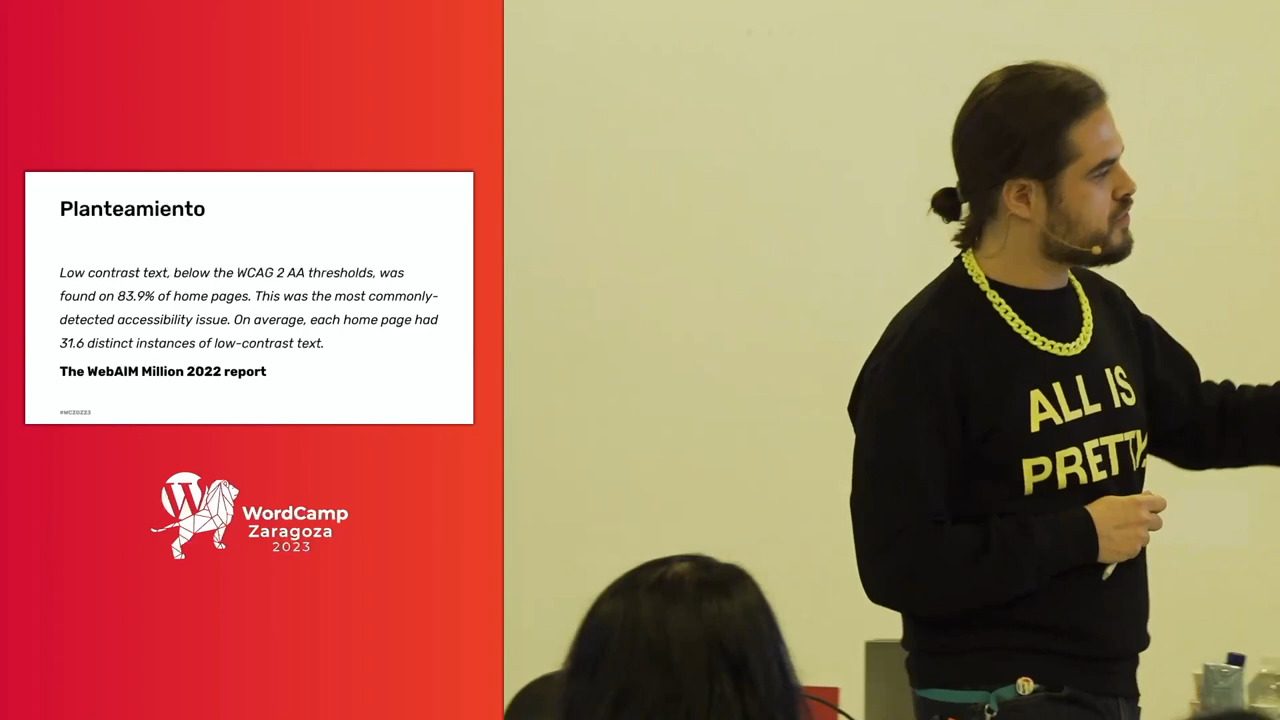 Planteamiento
Low contrast text, below the WCAG 2 AA thresholds, was
found on 83.9% of home pages. This was the most commonly-
detected accessibility issue. On average, each home page had
31.6 distinct instances of low-contrast text.
The WebAIM Million 2022 report
#WCZGZ23
WordCamp
Zaragoza
2023
ALL IS
PRETTY